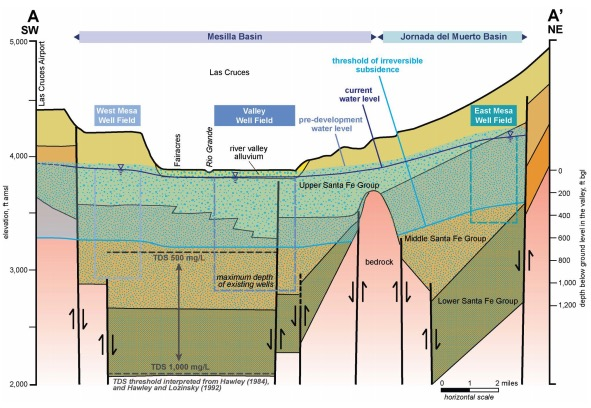 A
SW
A'
NE
Mesilla Basin
Jornada del Muerto Basin
5,000
4,000
3,000
2,000
elevation, ft amsl
Las Cruces Airport
Las Cruces
threshold of irreversible
subsidence
current
water level
pre-development
water level
West Mesa
Well Field
Valley
Well Field
East Mesa
Well Field
Fairacres
Rio Grande
river valley
alluvium
Upper Santa Fe Group
Middle Santa Fe Group
Lower Santa Fe Group
bedrock
TDS 500 mg/L
maximum depth
of existing wells
TDS 1,000 mg/L
TDS threshold interpreted from Hawley (1984),
and Hawley and Lozinsky (1992)
0
200
400
600
800
1,000
1,200
depth below ground level in the valley, ft bgl
0 1 2 miles
horizontal scale